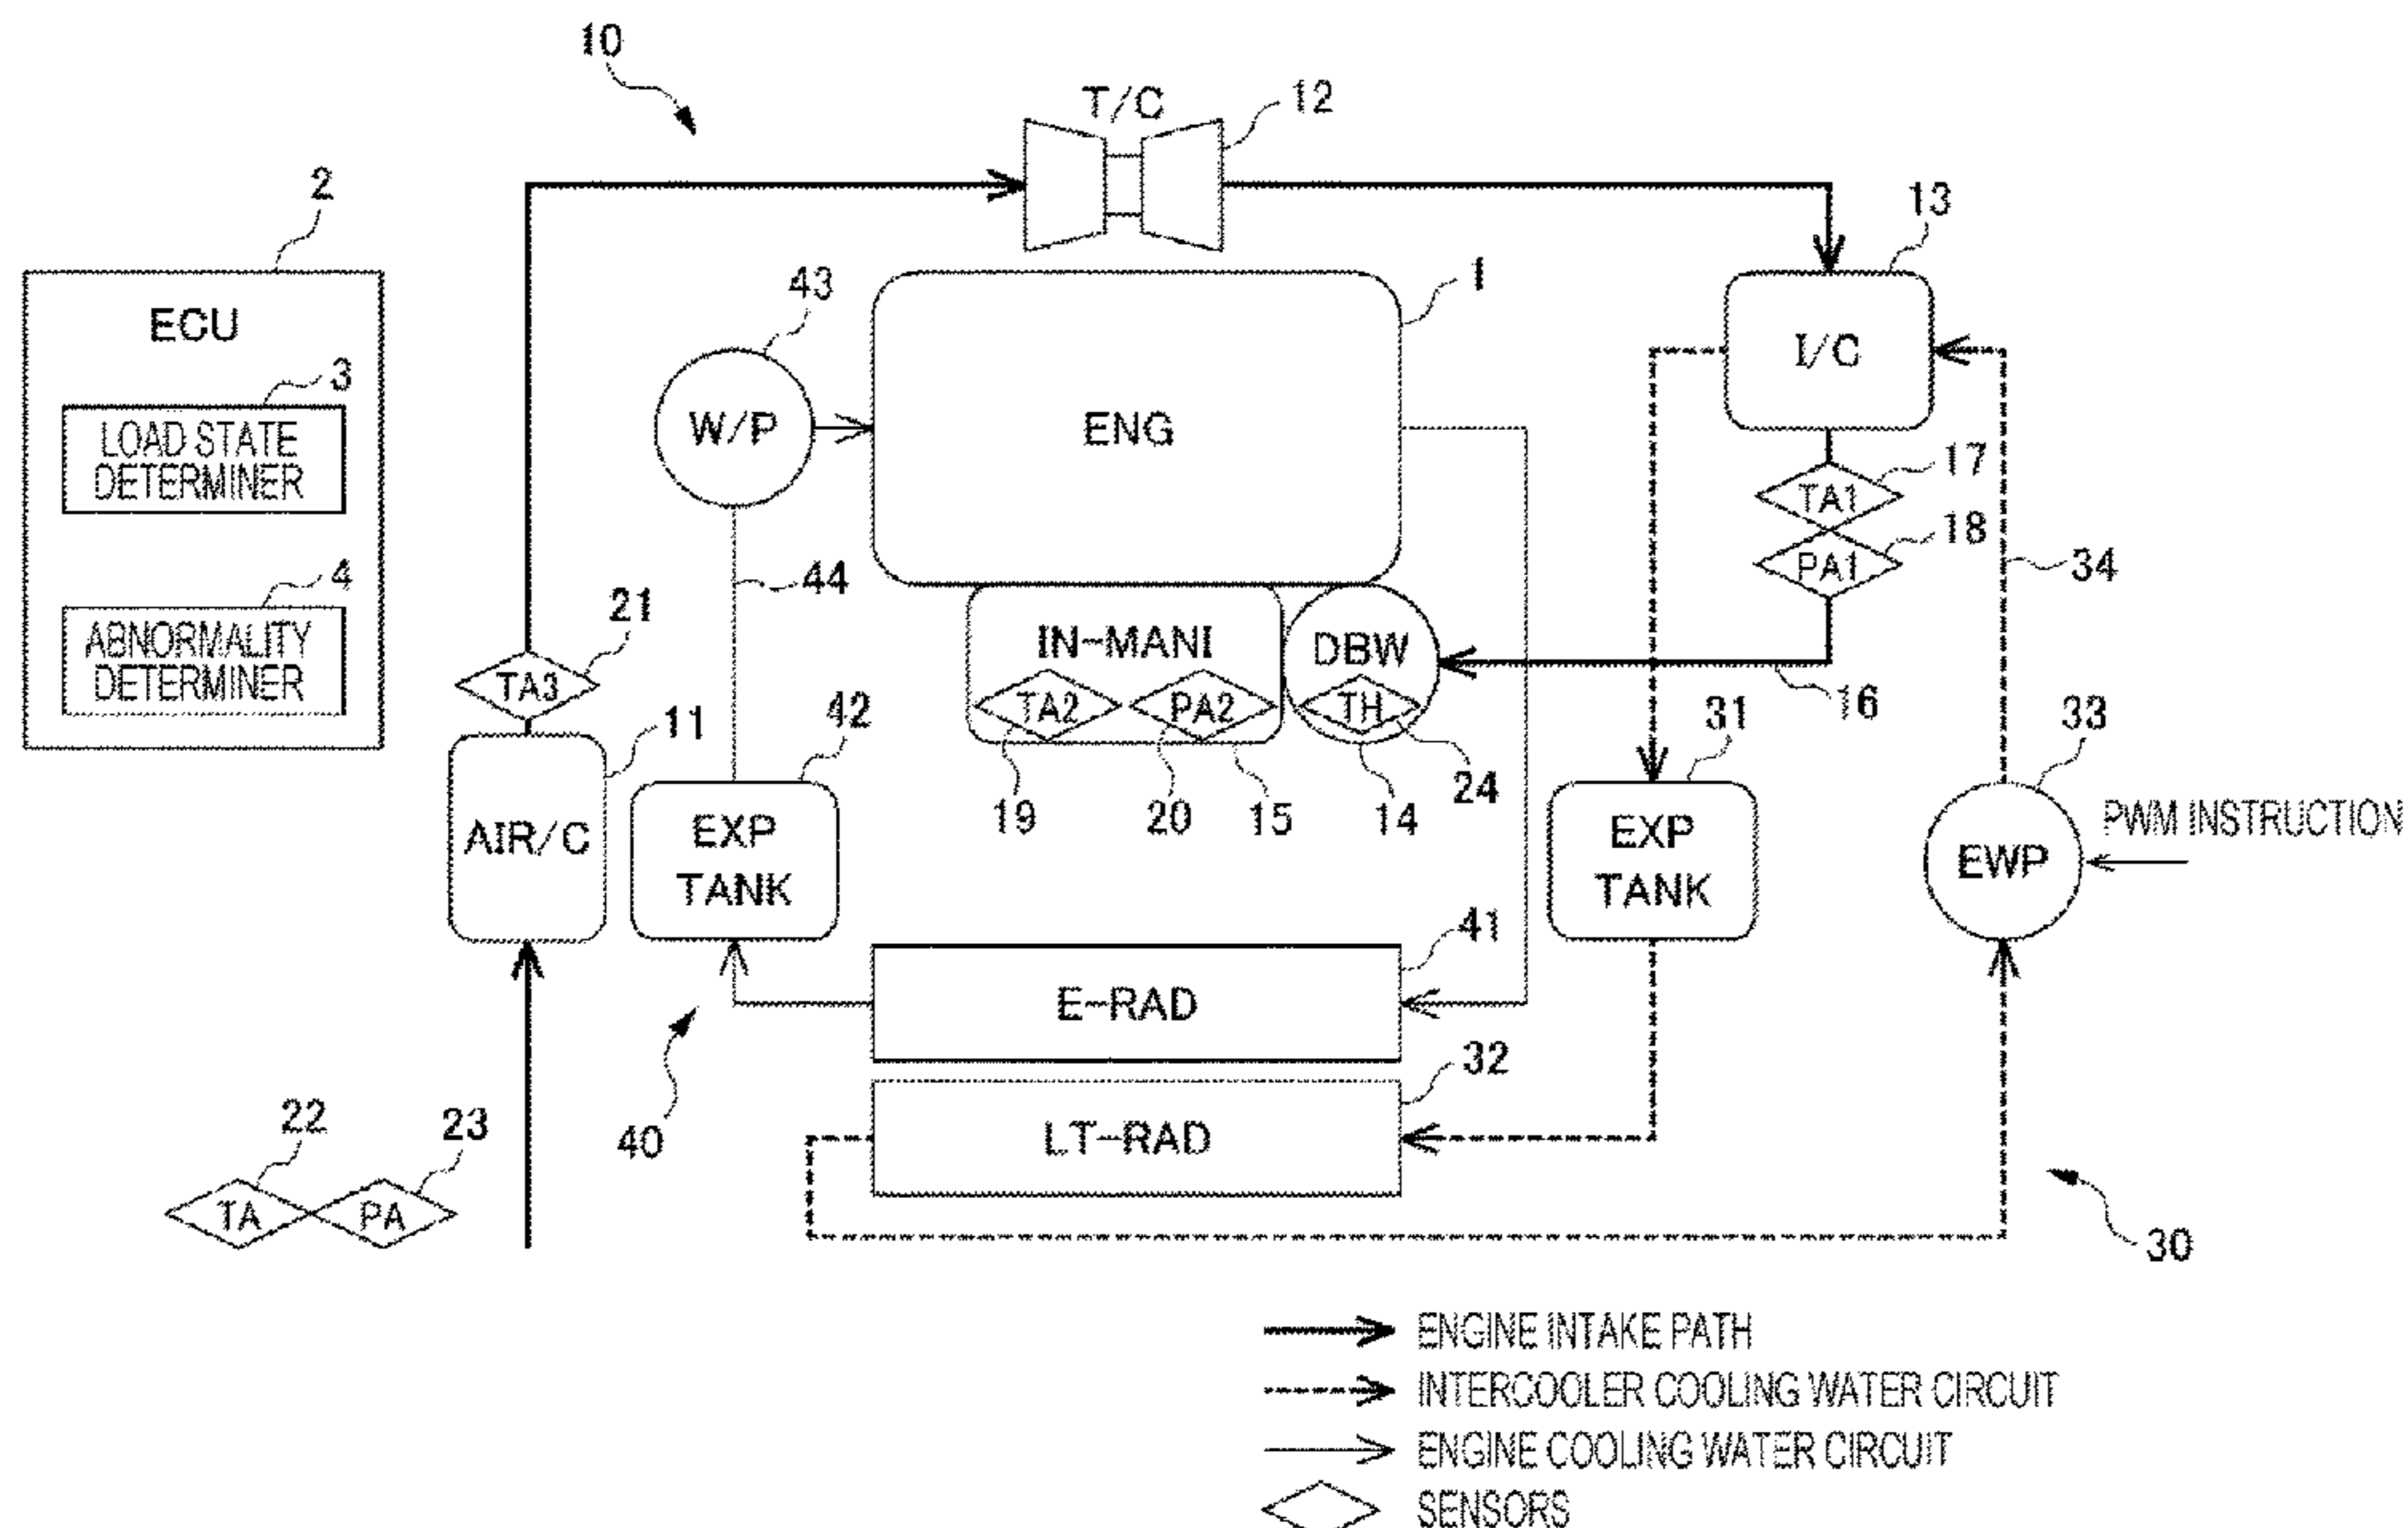 10
T/C
12
2
13
43
1
ECU
I/C
3
W/P
ENG
LOAD STATE
DETERMINER
17
TA1
18
PA1
34
44
4
21
ABNORMALITY
DETERMINER
IN-MANI
DBW
TA3
TA2
PA2
TH
16
11
42
31
33
24
19
20
15
14
PWM INSTRUCTION
AIR/C
EXP
TANK
EXP
TANK
EWP
41
E-RAD
32
22
23
40
LT-RAD
TA
PA
30
ENGINE INTAKE PATH
INTERCOOLER COOLING WATER CIRCUIT
ENGINE COOLING WATER CIRCUIT
SENSORS